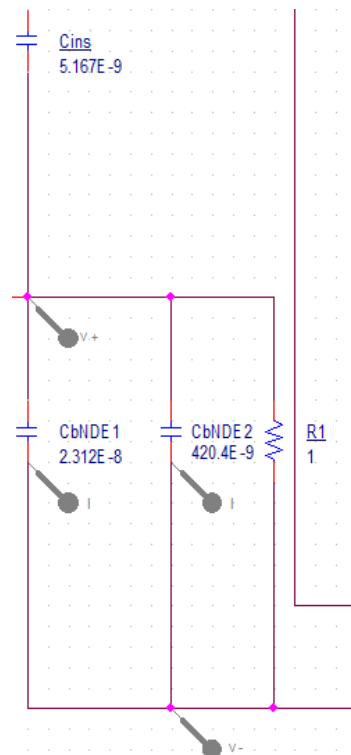 Cins
5.167E-9
V+
CbNDE1
2.312E-8
CbNDE2
420.4E-9
R1
1
I
I
V-